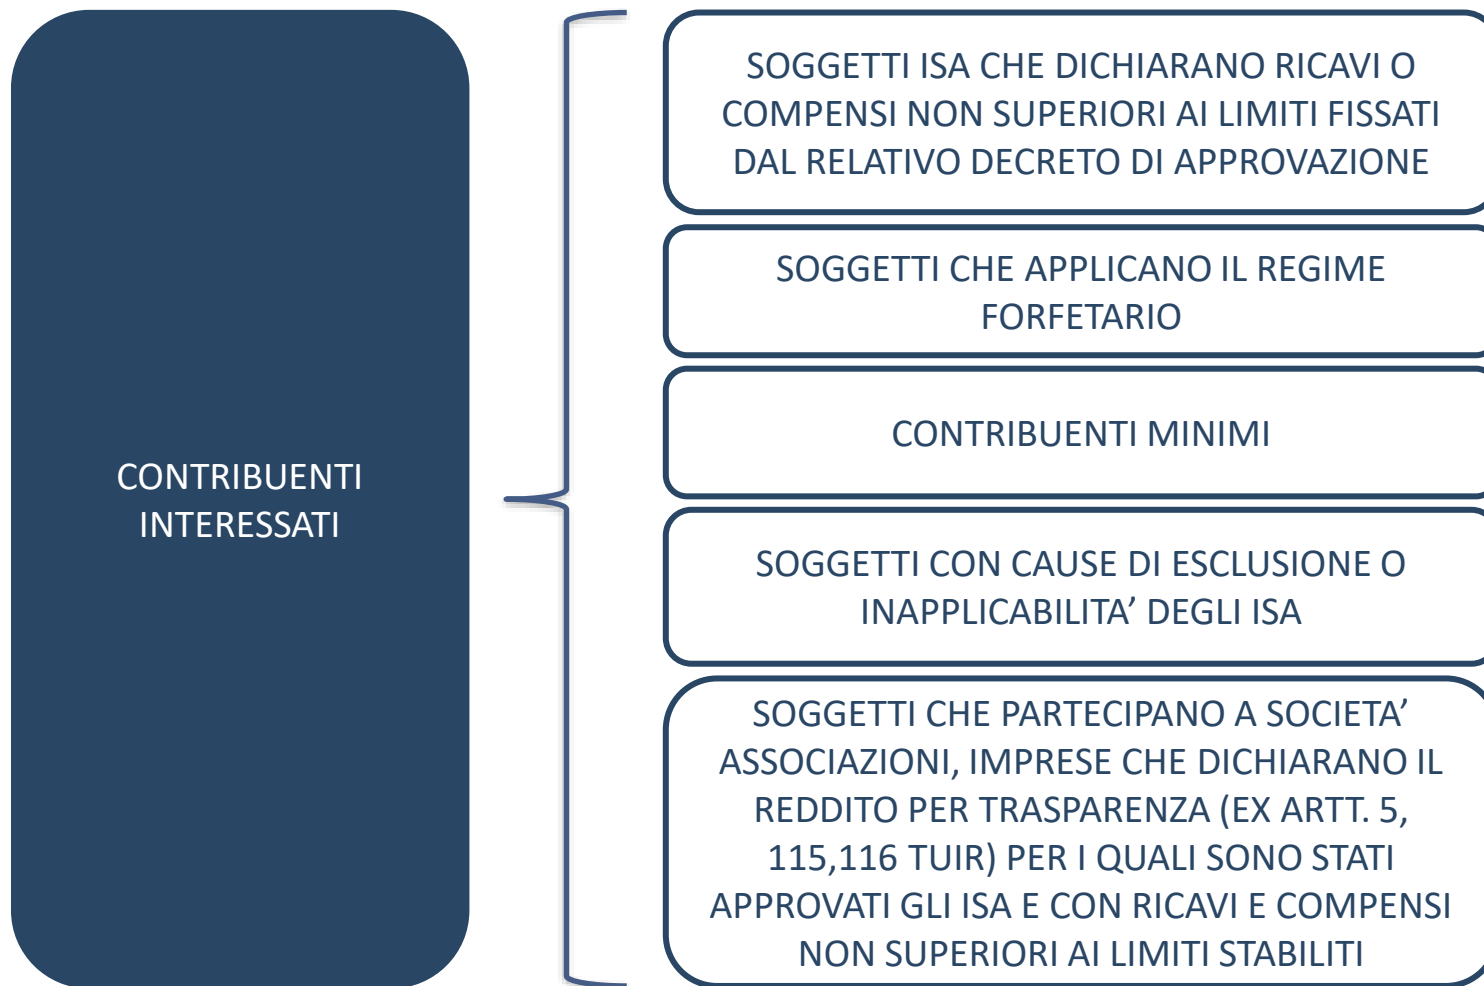 CONTRIBUENTI
INTERESSATI
SOGGETTI ISA CHE DICHIARANO RICAVI O
COMPENSI NON SUPERIORI AI LIMITI FISSATI
DAL RELATIVO DECRETO DI APPROVAZIONE
SOGGETTI CHE APPLICANO IL REGIME
FORFETARIO
CONTRIBUENTI MINIMI
SOGGETTI CON CAUSE DI ESCLUSIONE O
INAPPLICABILITA’ DEGLI ISA
SOGGETTI CHE PARTECIPANO A SOCIETA’
ASSOCIAZIONI, IMPRESE CHE DICHIARANO IL
REDDITO PER TRASPARENZA (EX ARTT. 5,
115,116 TUIR) PER I QUALI SONO STATI
APPROVATI GLI ISA E CON RICAVI E COMPENSI
NON SUPERIORI AI LIMITI STABILITI